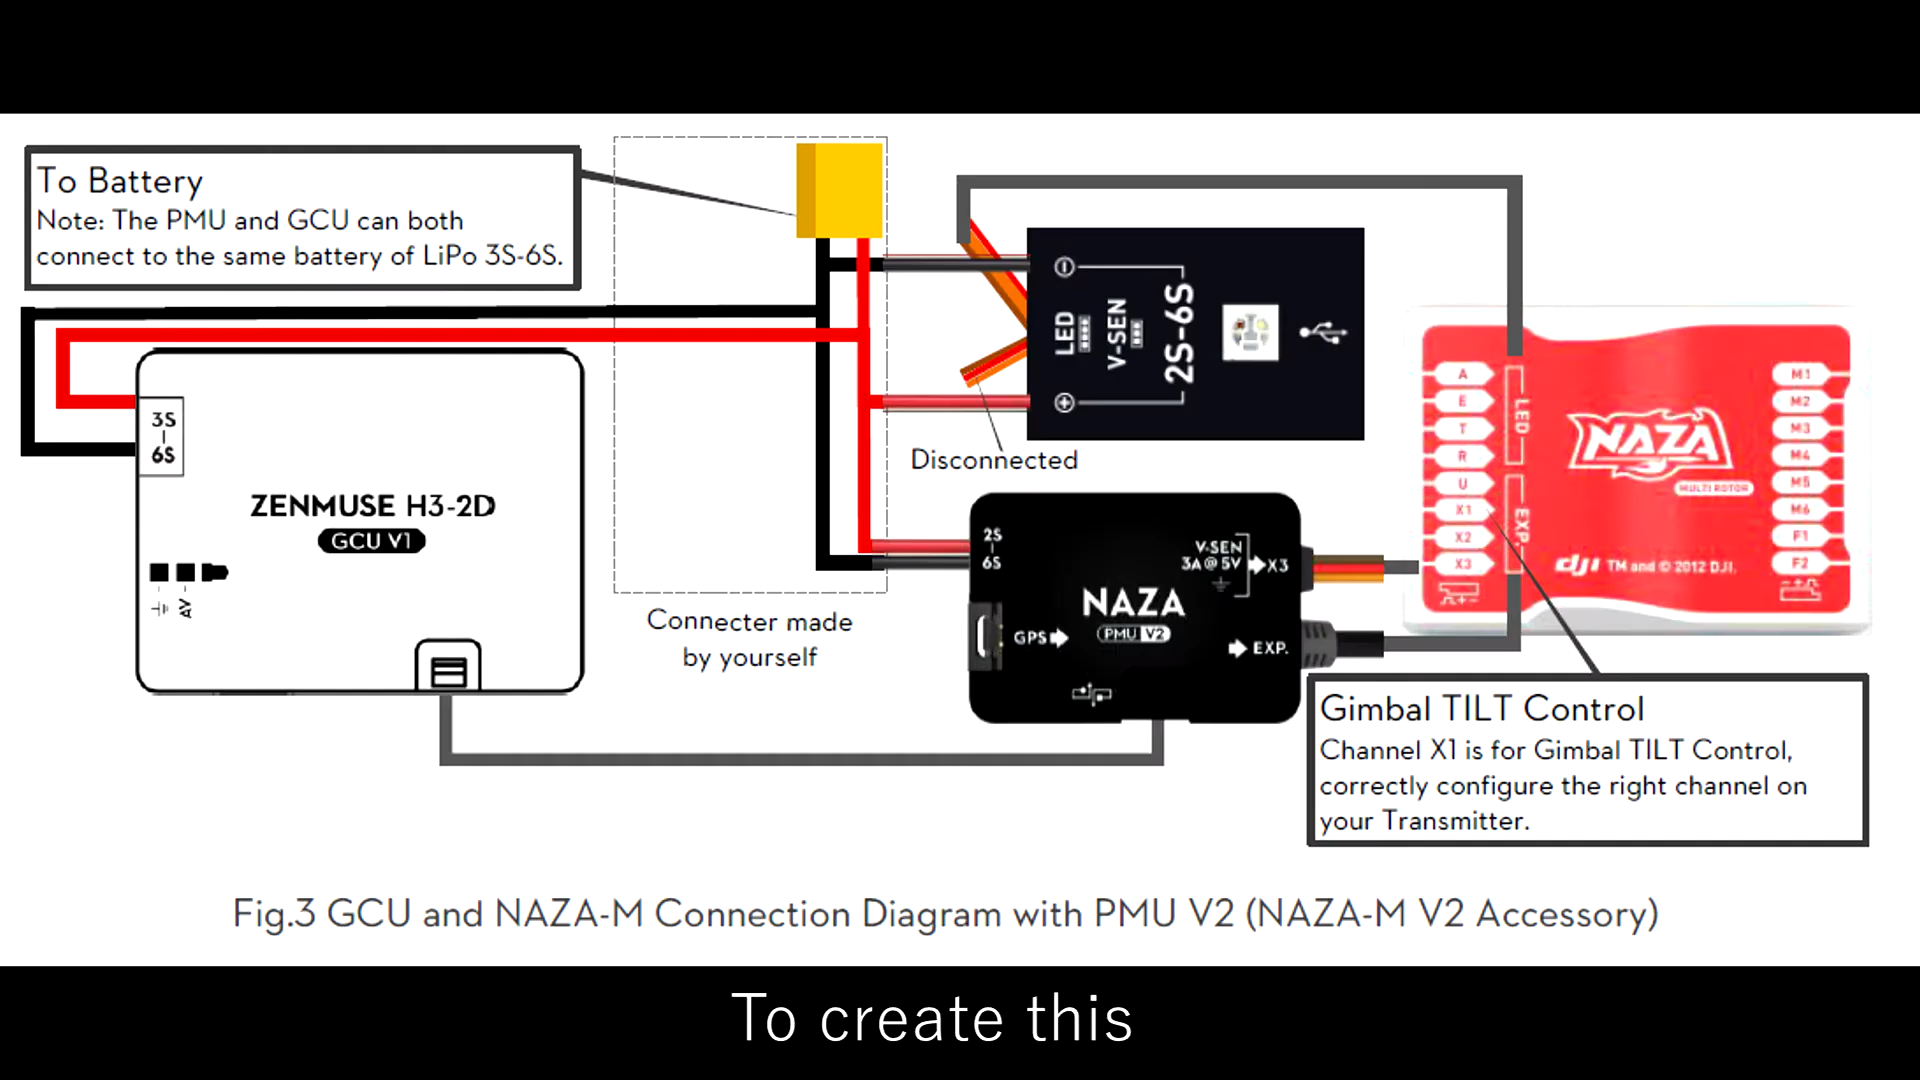 To Battery
Note: The PMU and GCU can both
connect to the same battery of LiPo 3S-6S.
3S
6S
ZENMUSE H3-2D
GCU V1
AV
Connecter made
by yourself
LED
V-SEN
2S-6S
Disconnected
2S
6S
V-SEN
3A@5V
X3
NAZA
PMU V2
GPS
EXP.
A
E
T
R
U
X1
X2
X3
LED
EXP.
NAZA
MULTI ROTOR
dji TM and © 2012 DJI.
M1
M2
M3
M4
M5
M6
F1
F2
Gimbal TILT Control
Channel X1 is for Gimbal TILT Control,
correctly configure the right channel on
your Transmitter.
Fig.3 GCU and NAZA-M Connection Diagram with PMU V2 (NAZA-M V2 Accessory)
To create this